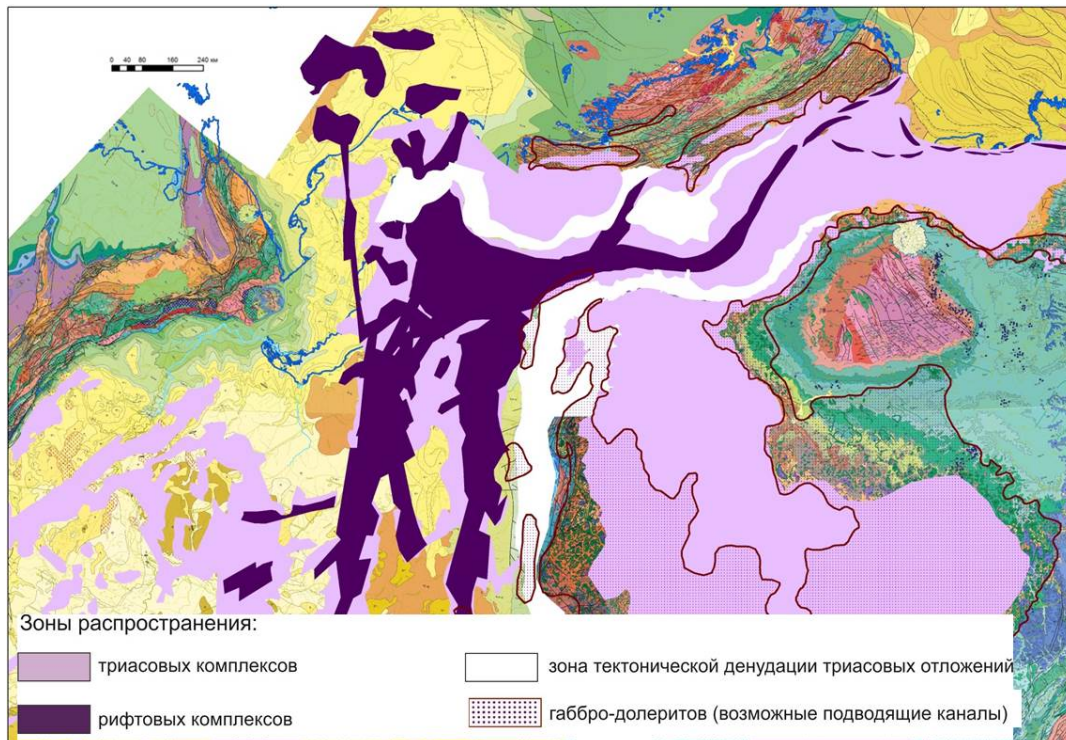 0 40 80 160 240 км
Зоны распространения:
триасовых комплексов
зона тектонической денудации триасовых отложений
рифтовых комплексов
габбро-долеритов (возможные подводящие каналы)